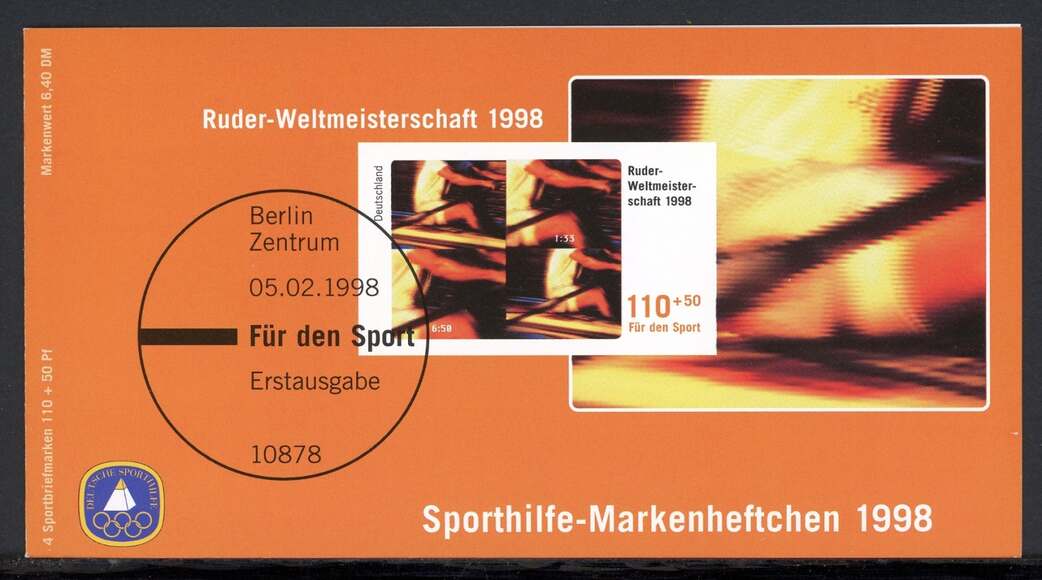 Markenwert 6,40 DM
4 Sportbriefmarken 110 + 50 Pf
Ruder-Weltmeisterschaft 1998
Deutschland
Ruder-
Weltmeister-
schaft 1998
1:33
6:50
110 +50
Für den Sport
Berlin
Zentrum
05.02.1998
Für den Sport
Erstausgabe
10878
DEUTSCHE SPORTHILFE
Sporthilfe-Markenheftchen 1998